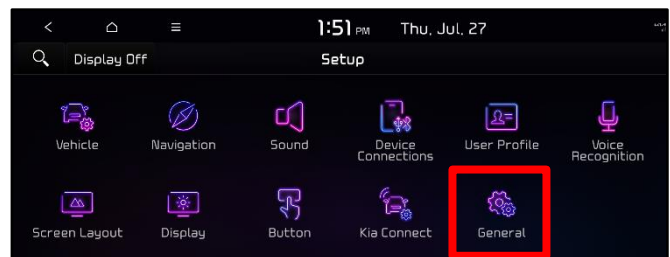 1:51 PM Thu, Jul, 27
Display Off
Setup
Vehicle
Navigation
Sound
Device
Connections
User Profile
Voice
Recognition
Screen Layout
Display
Button
Kia Connect
General